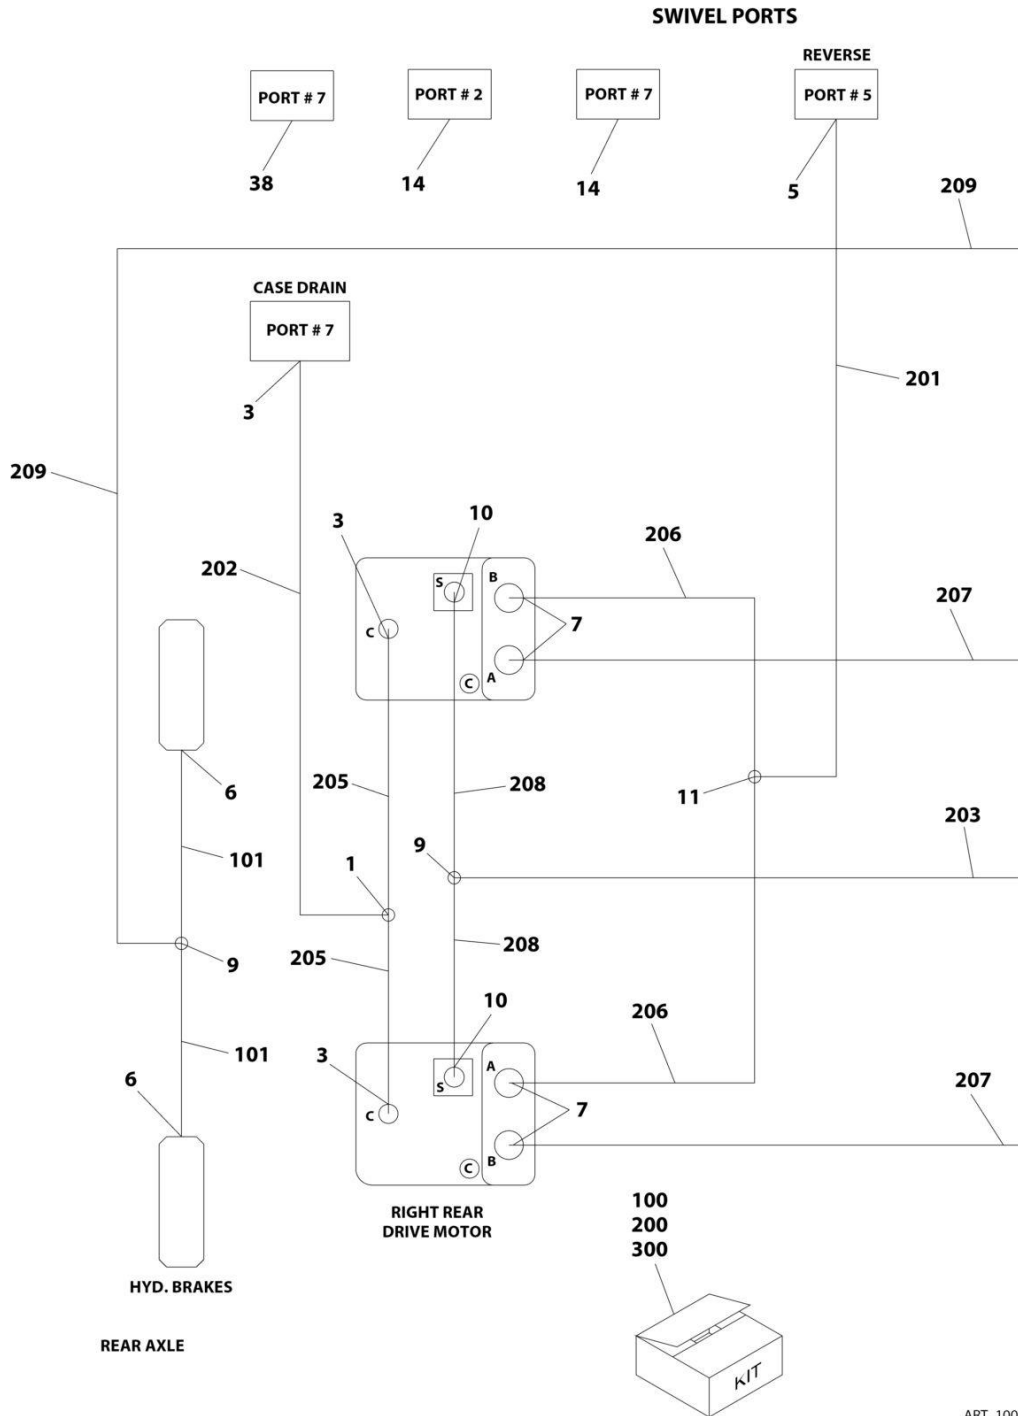 SWIVEL PORTS
REVERSE
PORT # 7
PORT # 2
PORT # 7
PORT # 5
38
14
14
5
209
CASE DRAIN
PORT # 7
201
3
209
3
10
206
202
S
B
207
7
C
A
C
6
205
208
11
203
9
101
1
9
205
208
10
206
101
3
6
A
207
S
7
C
B
C
RIGHT REAR
DRIVE MOTOR
100
200
300
HYD. BRAKES
REAR AXLE
KIT
ART_100